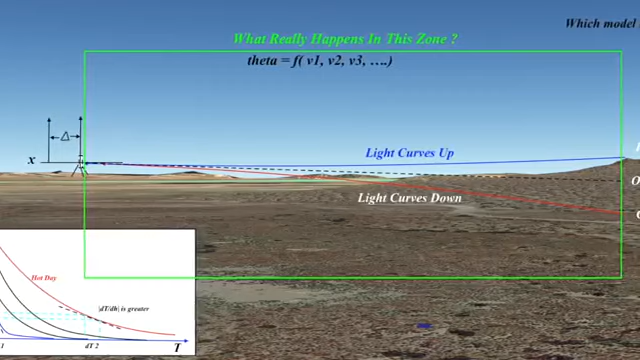 Which model
What Really Happens In This Zone ?
theta = f( v1, v2, v3, ….)
Δ
x
Light Curves Up
O
Light Curves Down
Hot Day
|dT/dh| is greater
1
dT 2
T